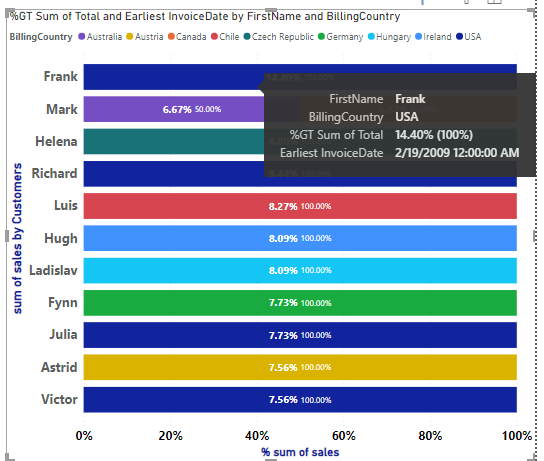 %GT Sum of Total and Earliest InvoiceDate by FirstName and BillingCountry
BillingCountry Australia Austria Canada Chile Czech Republic Germany Hungary Ireland USA
Frank
Mark 6.67% 50.00%
Helena
Richard
Luis 8.27% 100.00%
Hugh 8.09% 100.00%
Ladislav 8.09% 100.00%
Fynn 7.73% 100.00%
Julia 7.73% 100.00%
Astrid 7.56% 100.00%
Victor 7.56% 100.00%
FirstName Frank
BillingCountry USA
%GT Sum of Total 14.40% (100%)
Earliest InvoiceDate 2/19/2009 12:00:00 AM
sum of sales by Customers
0% 20% 40% 60% 80% 100%
% sum of sales